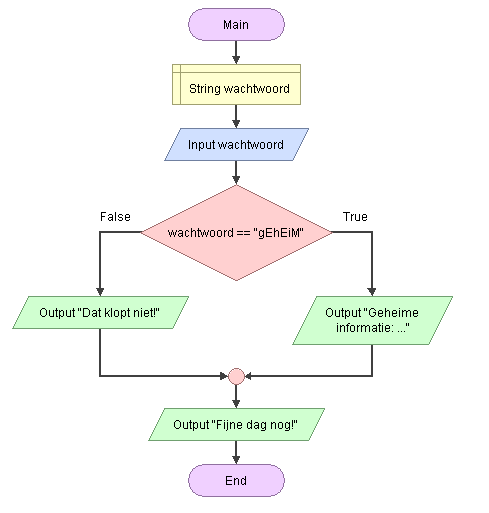 Main
String wachtwoord
Input wachtwoord
wachtwoord == "gEhEiM"
False
True
Output "Dat klopt niet!"
Output "Geheime
informatie: ..."
Output "Fijne dag nog!"
End